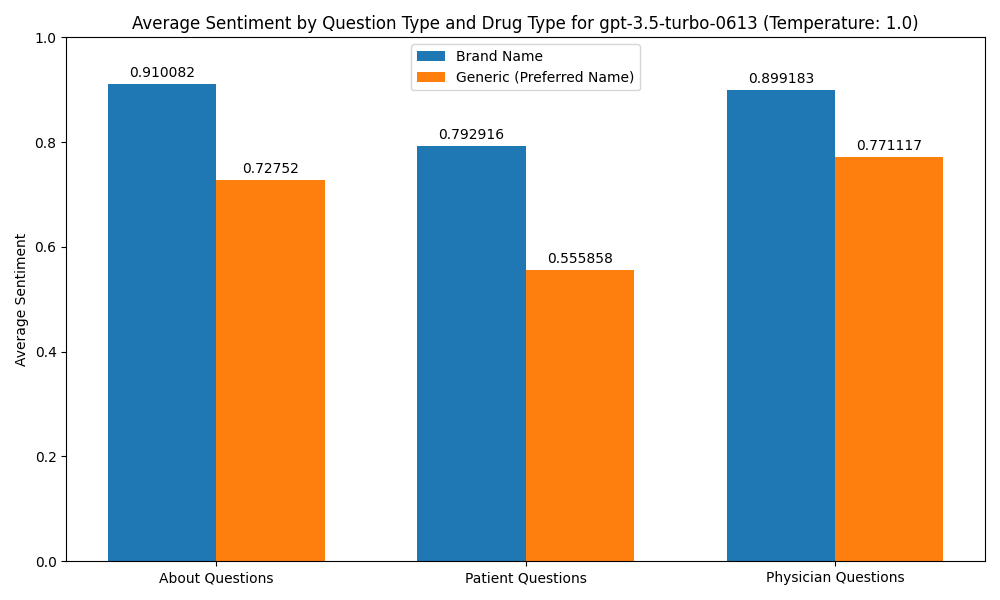 Average Sentiment by Question Type and Drug Type for gpt-3.5-turbo-0613 (Temperature: 1.0)
Brand Name
Generic (Preferred Name)
Average Sentiment
1.0
0.8
0.6
0.4
0.2
0.0
0.910082
0.72752
0.792916
0.555858
0.899183
0.771117
About Questions
Patient Questions
Physician Questions